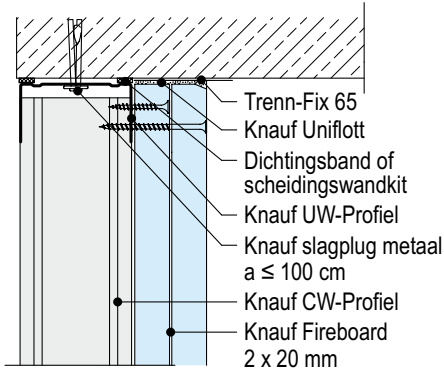 Trenn-Fix 65
Knauf Uniflott
Dichtingsband of
scheidingswandkit
Knauf UW-Profiel
Knauf slagplug metaal
a ≤ 100 cm
Knauf CW-Profiel
Knauf Fireboard
2 x 20 mm